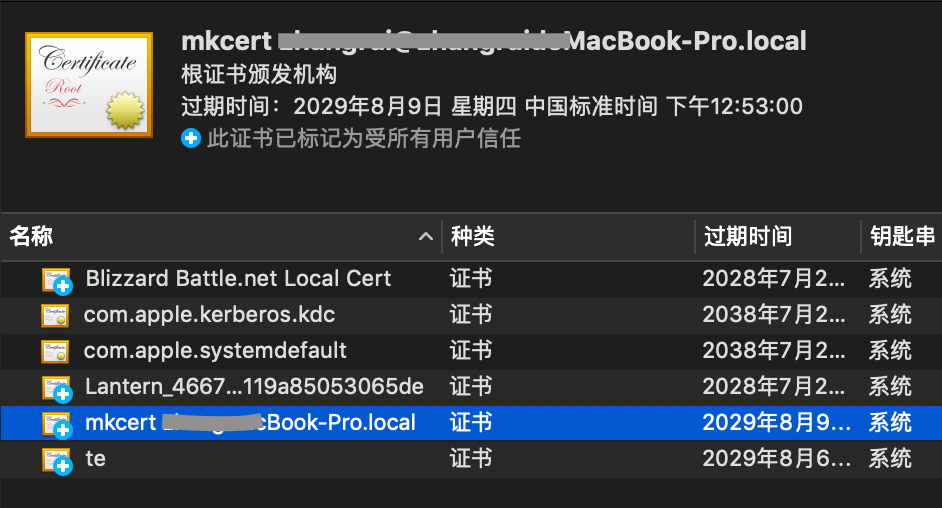 Certificate
Root
mkcert MacBook-Pro.local
根证书颁发机构
过期时间：2029年8月9日 星期四 中国标准时间 下午12:53:00
此证书已标记为受所有用户信任
名称 种类 过期时间 钥匙串
Blizzard Battle.net Local Cert 证书 2028年7月2... 系统
com.apple.kerberos.kdc 证书 2038年7月2... 系统
com.apple.systemdefault 证书 2038年7月2... 系统
Lantern_4667...119a85053065de 证书 2028年7月2... 系统
mkcert cBook-Pro.local 证书 2029年8月9... 系统
te 证书 2029年8月6... 系统